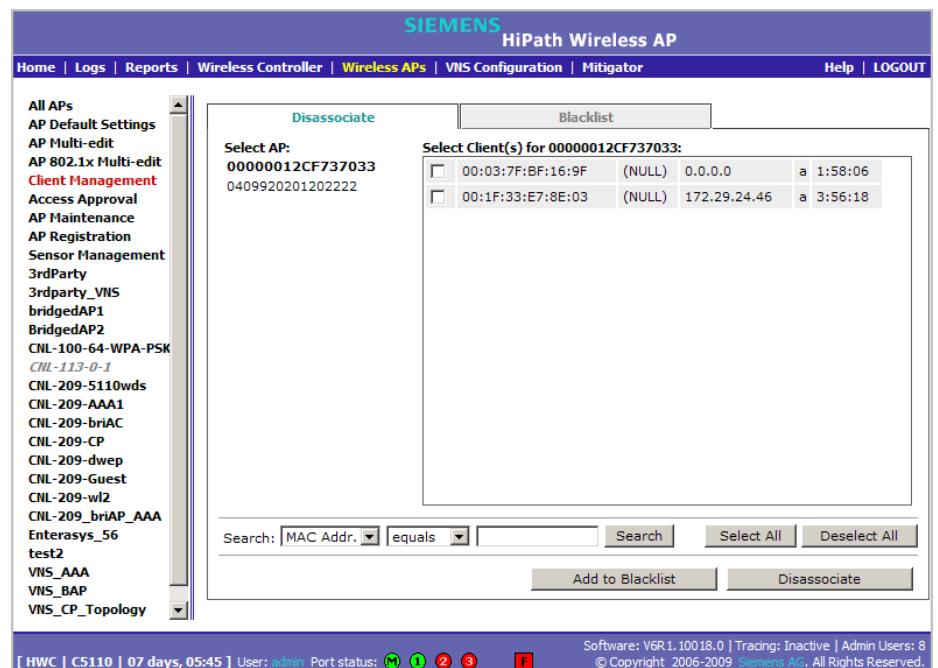 SIEMENS
HiPath Wireless AP
Home | Logs | Reports | Wireless Controller | Wireless APs | VNS Configuration | Mitigator Help | LOGOUT
All APs
AP Default Settings
AP Multi-edit
AP 802.1x Multi-edit
Client Management
Access Approval
AP Maintenance
AP Registration
Sensor Management
3rdParty
3rdparty_VNS
bridgedAP1
BridgedAP2
CNL-100-64-WPA-PSK
CNL-113-0-1
CNL-209-5110wds
CNL-209-AAA1
CNL-209-briAC
CNL-209-CP
CNL-209-dwep
CNL-209-Guest
CNL-209-wl2
CNL-209_briAP_AAA
Enterasys_56
test2
VNS_AAA
VNS_BAP
VNS_CP_Topology
Disassociate Blacklist
Select AP:
00000012CF737033
0409920201202222
Select Client(s) for 00000012CF737033:
00:03:7F:BF:16:9F (NULL) 0.0.0.0 a 1:58:06
00:1F:33:E7:8E:03 (NULL) 172.29.24.46 a 3:56:18
Search: MAC Addr. equals Search Select All Deselect All
Add to Blacklist Disassociate
[ HWC | C5110 | 07 days, 05:45 ] User: admin Port status: M 1 2 3 F
Software: V6R1.10018.0 | Tracing: Inactive | Admin Users: 8
© Copyright 2006-2009 Siemens AG. All Rights Reserved.